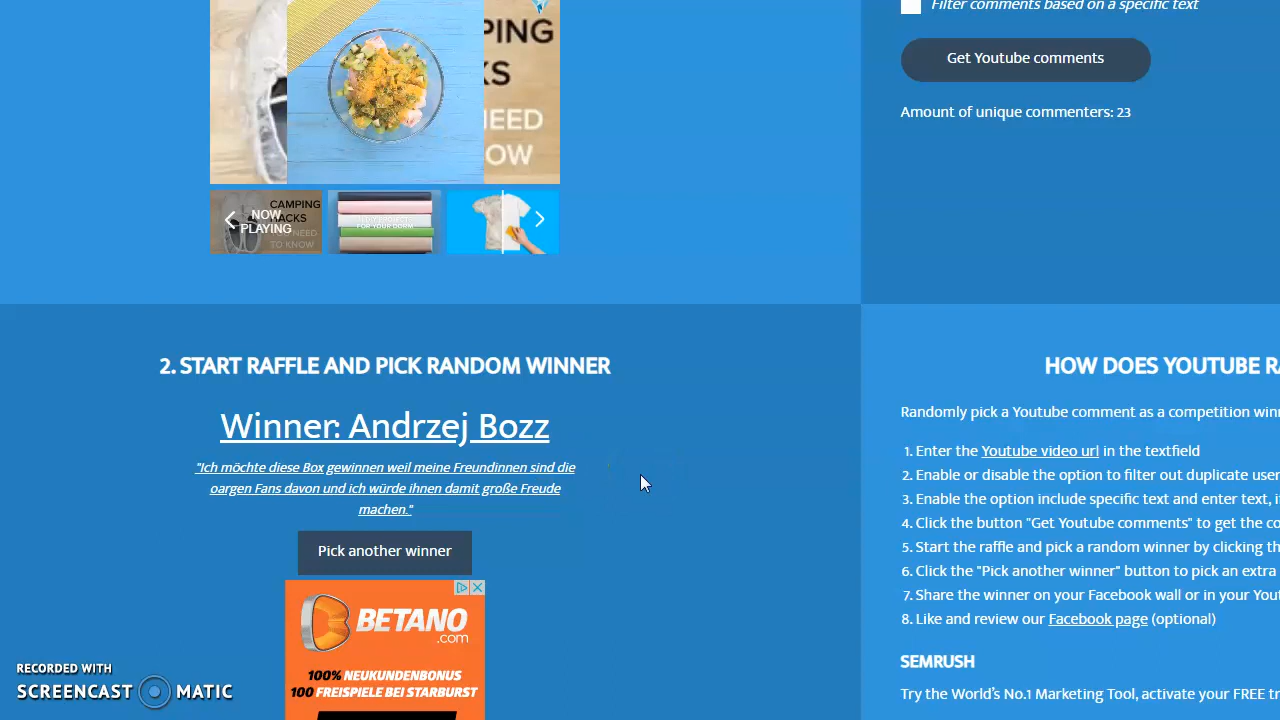 PING
KS
NEED
OW
CAMPING
HACKS
NOW
PLAYING
YOU NEED
TO KNOW
FOR YOUR DORM
Filter comments based on a specific text
Get Youtube comments
Amount of unique commenters: 23
2. START RAFFLE AND PICK RANDOM WINNER
Winner: Andrzej Bozz
"Ich möchte diese Box gewinnen weil meine Freundinnen sind die
oargen Fans davon und ich würde ihnen damit große Freude
machen."
Pick another winner
BETANO
.com
100% NEUKUNDENBONUS
100 FREISPIELE BEI STARBURST
HOW DOES YOUTUBE RA
Randomly pick a Youtube comment as a competition winn
1. Enter the Youtube video url in the textfield
2. Enable or disable the option to filter out duplicate user
3. Enable the option include specific text and enter text, i
4. Click the button "Get Youtube comments" to get the co
5. Start the raffle and pick a random winner by clicking th
6. Click the "Pick another winner" button to pick an extra
7. Share the winner on your Facebook wall or in your Yout
8. Like and review our Facebook page (optional)
SEMRUSH
Try the World's No.1 Marketing Tool, activate your FREE tr
RECORDED WITH
SCREENCAST MATIC